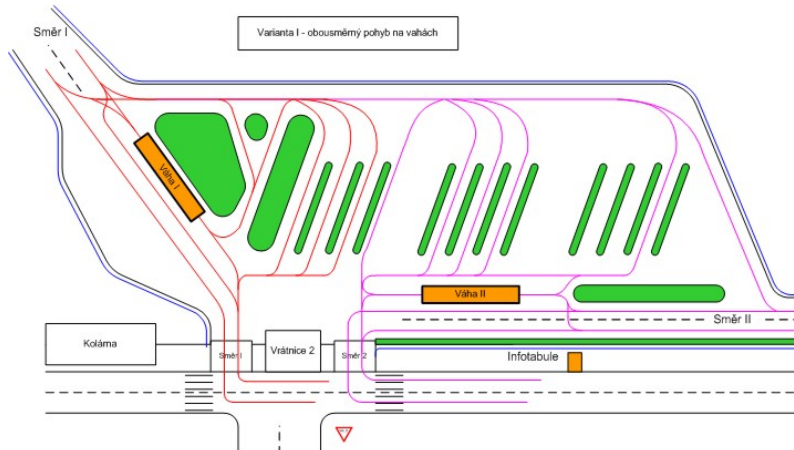 Směr I
Varianta I - obousměrný pohyb na vahách
Váha I
Váha II
Směr II
Kolárna
Směr I
Vrátnice 2
Směr 2
Infotabule